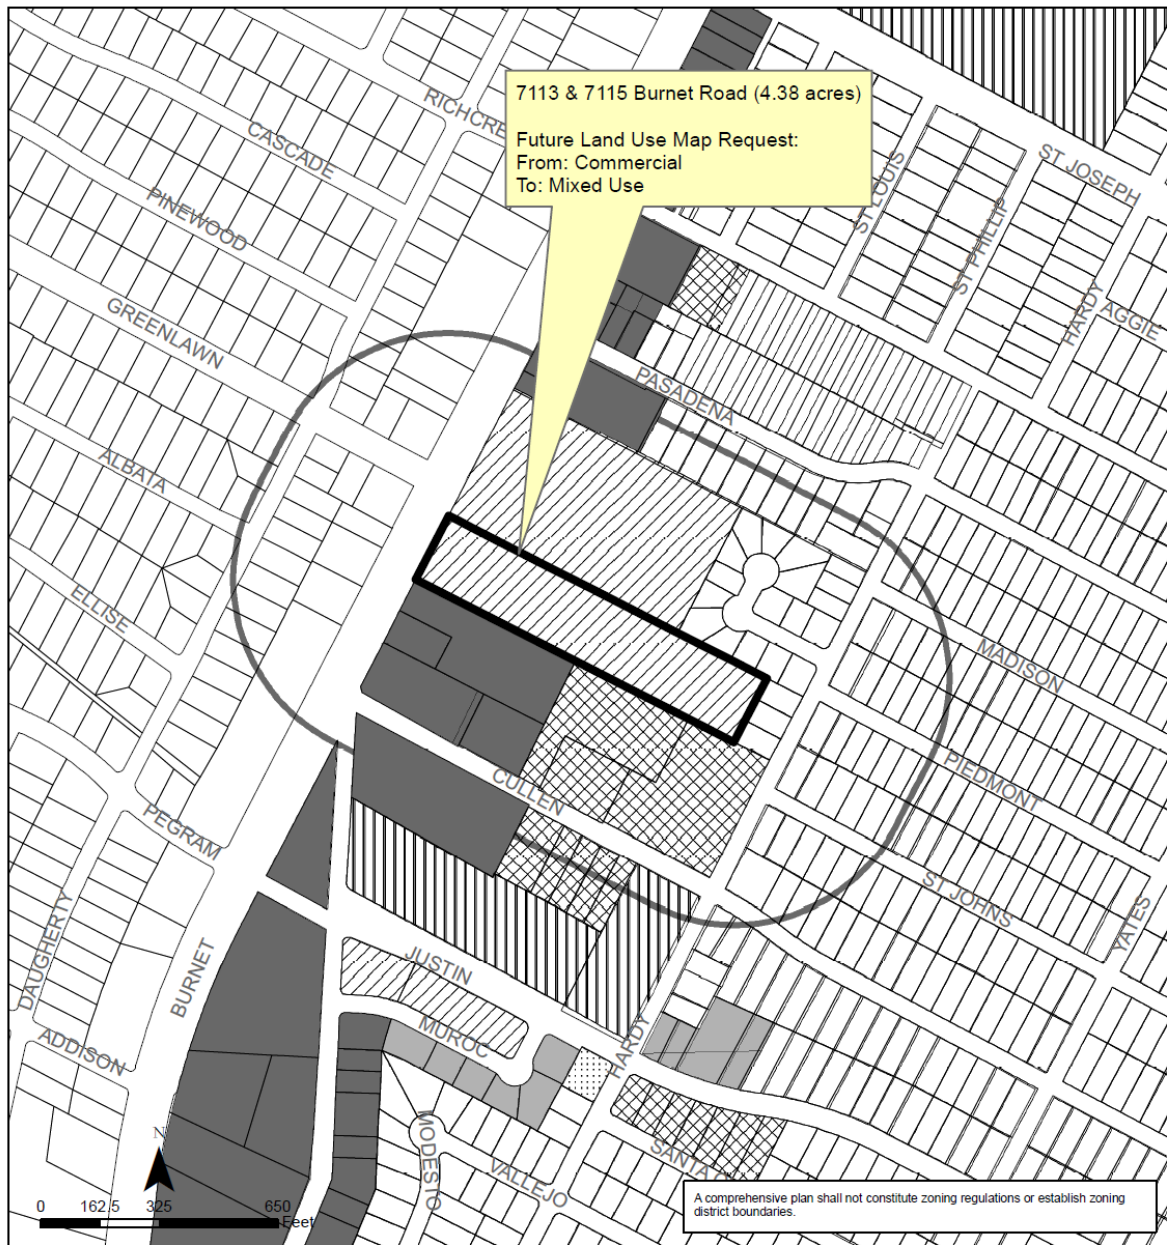 7113 & 7115 Burnet Road (4.38 acres)
Future Land Use Map Request:
From: Commercial
To: Mixed Use
CASCADE
PINEWOOD
GREENLAWN
ALBATA
ELLISE
PEGRAM
DAUGHERTY
ADDISON
BURNET
ST LOUIS
ST PHILLIP
ST JOSEPH
HARDY
AGGIE
PASADENA
MADISON
PIEDMONT
ST JOHNS
YATES
CULLEN
JUSTIN
MUROC
HARDY
MODESTO
VALLEJO
N
0 162.5 325 650
Feet
A comprehensive plan shall not constitute zoning regulations or establish zoning
district boundaries.